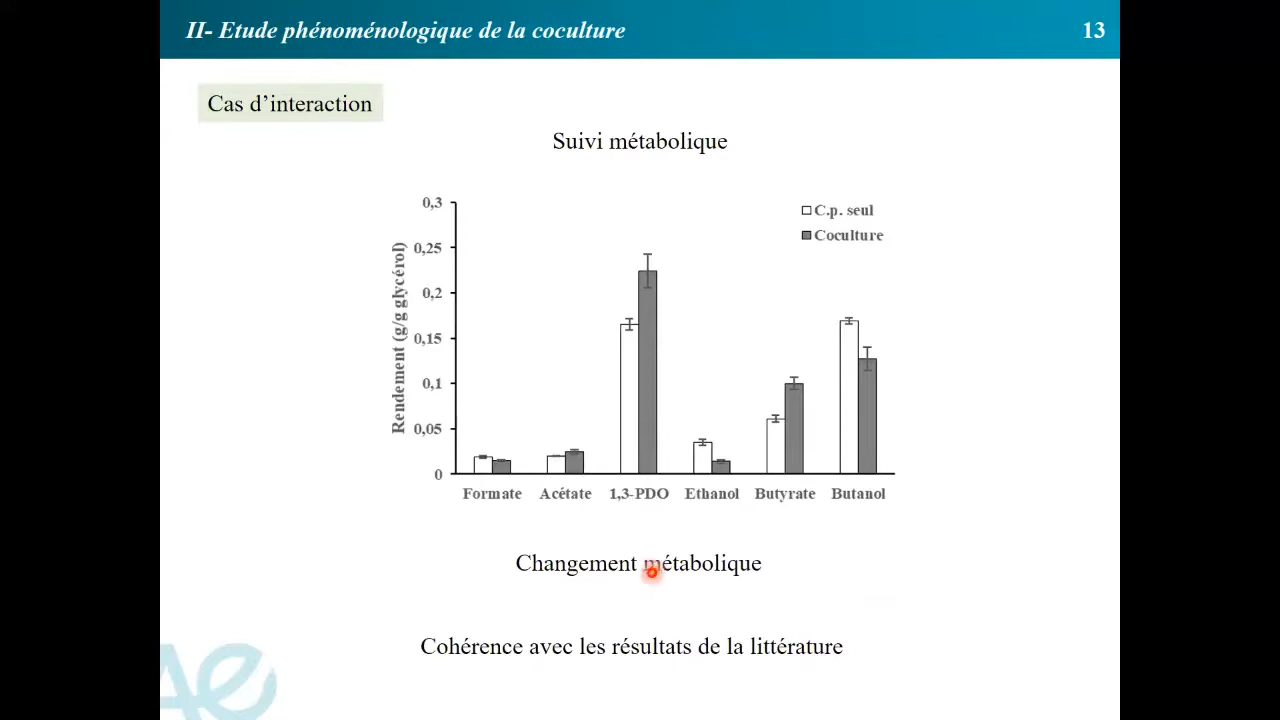 II- Etude phénoménologique de la coculture
13
Cas d’interaction
Suivi métabolique
0,3
0,25
0,2
0,15
0,1
0,05
0
Rendement (g/g glycérol)
C.p. seul
Coculture
Formate Acétate 1,3-PDO Ethanol Butyrate Butanol
Changement métabolique
Cohérence avec les résultats de la littérature